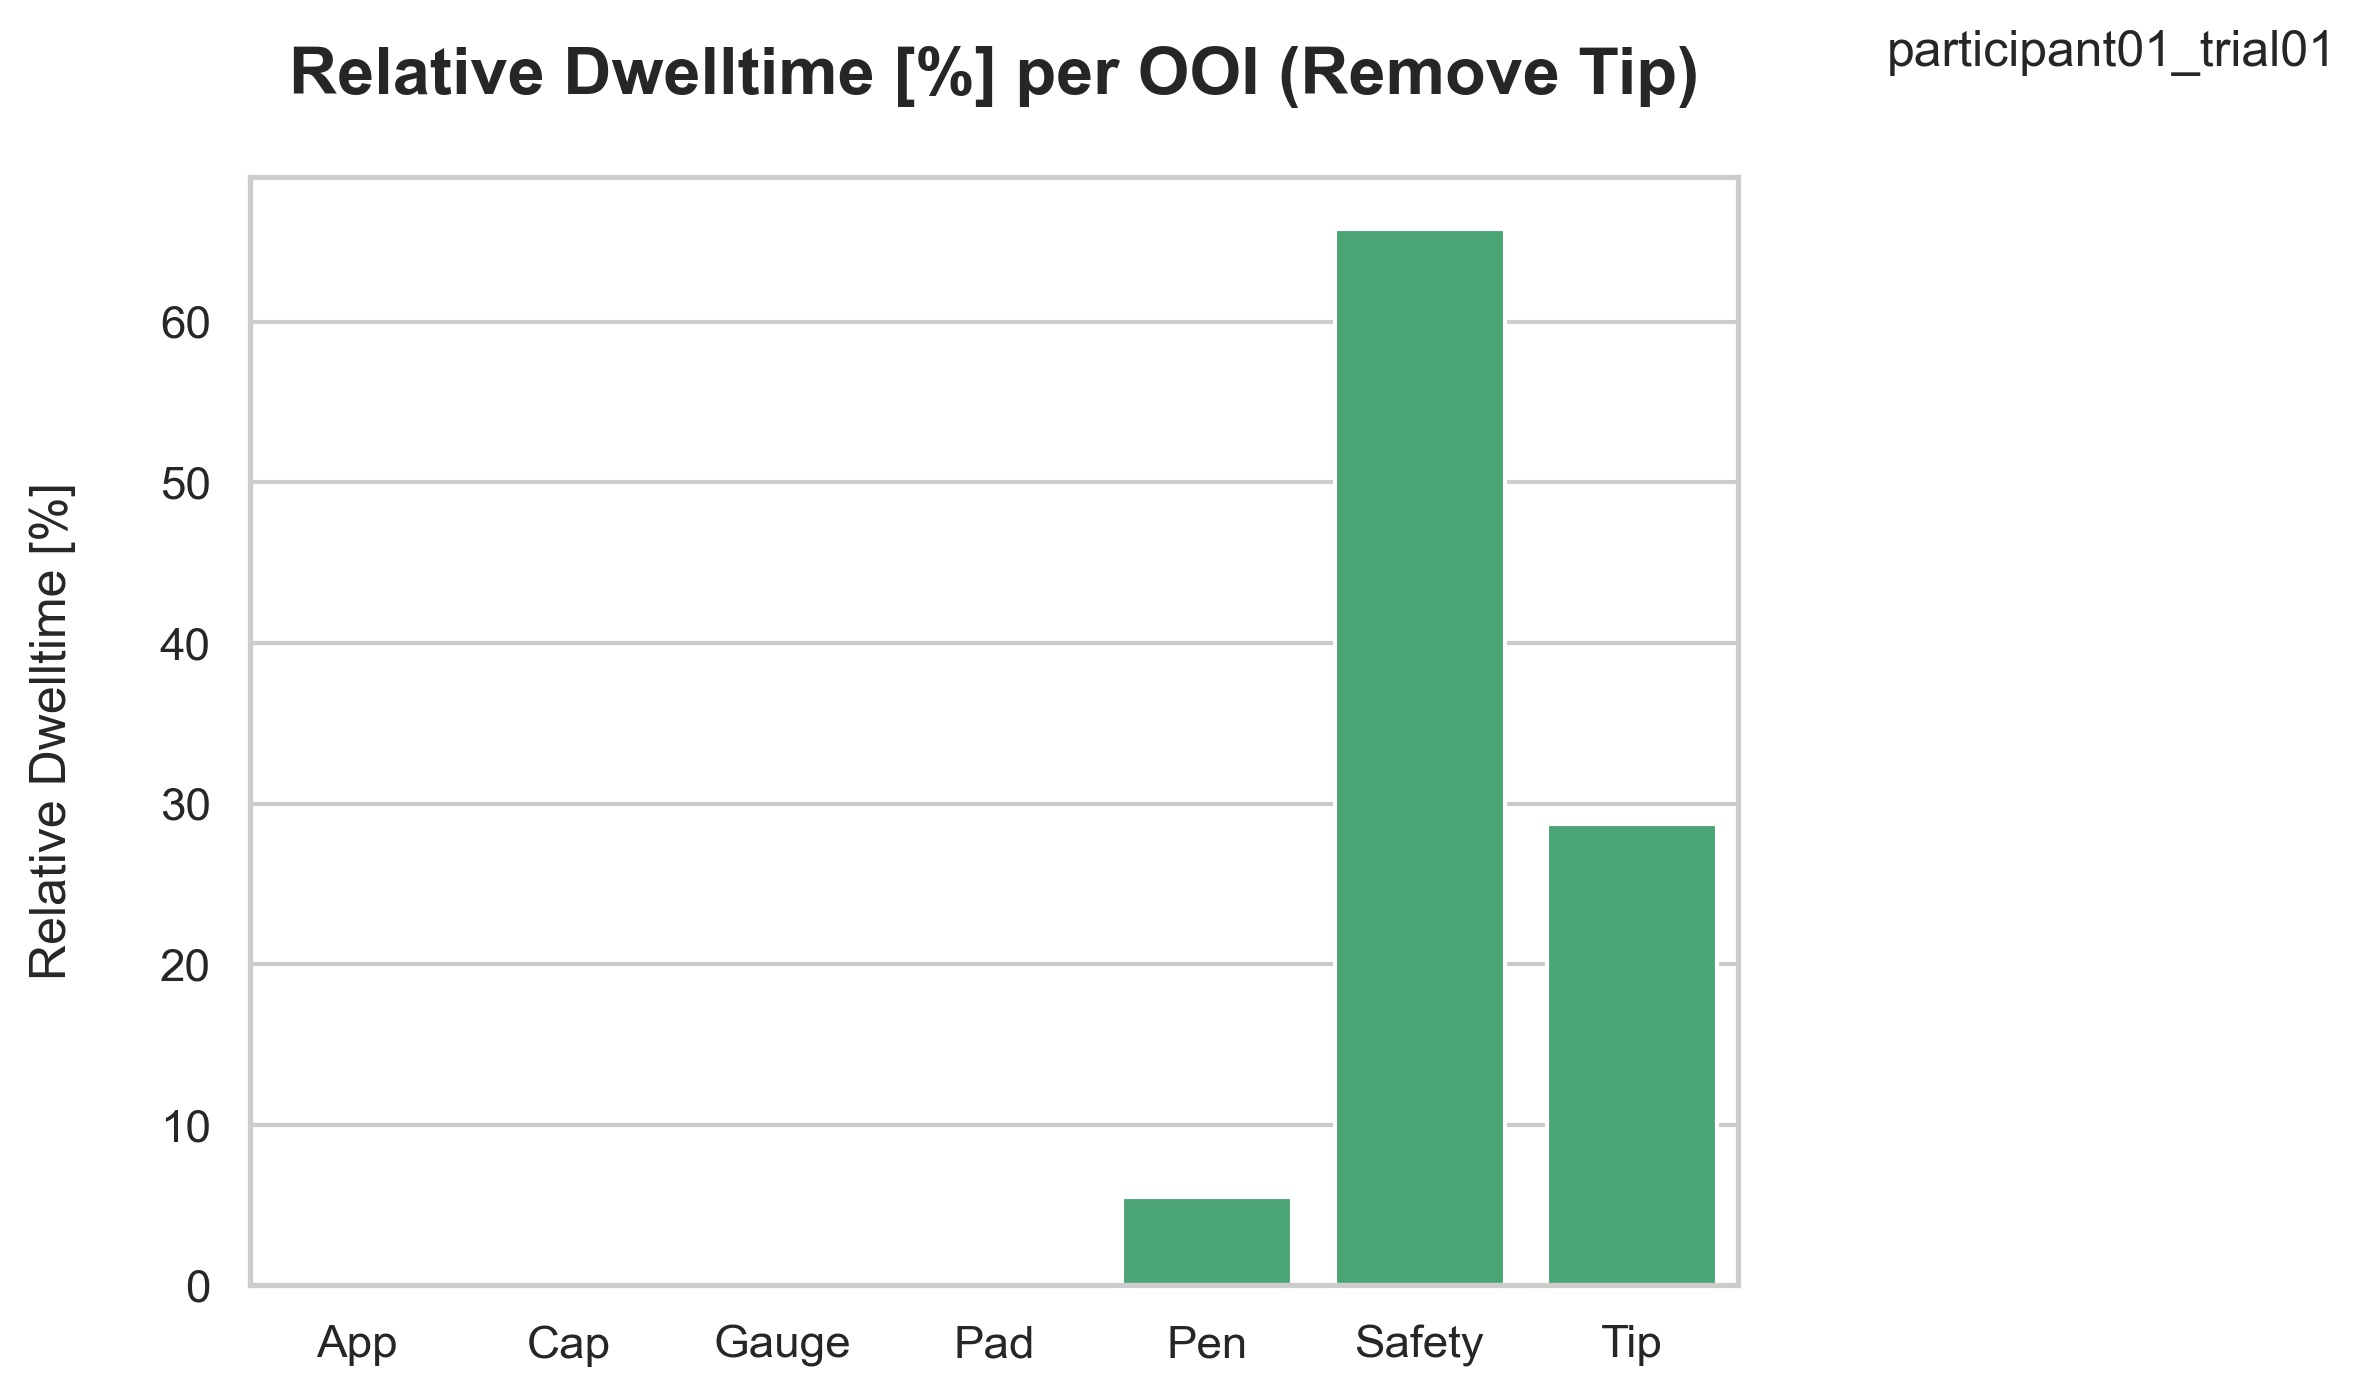 participant01_trial01
Relative Dwelltime [%] per OOI (Remove Tip)
Relative Dwelltime [%]
60
50
40
30
20
10
0
App Cap Gauge Pad Pen Safety Tip